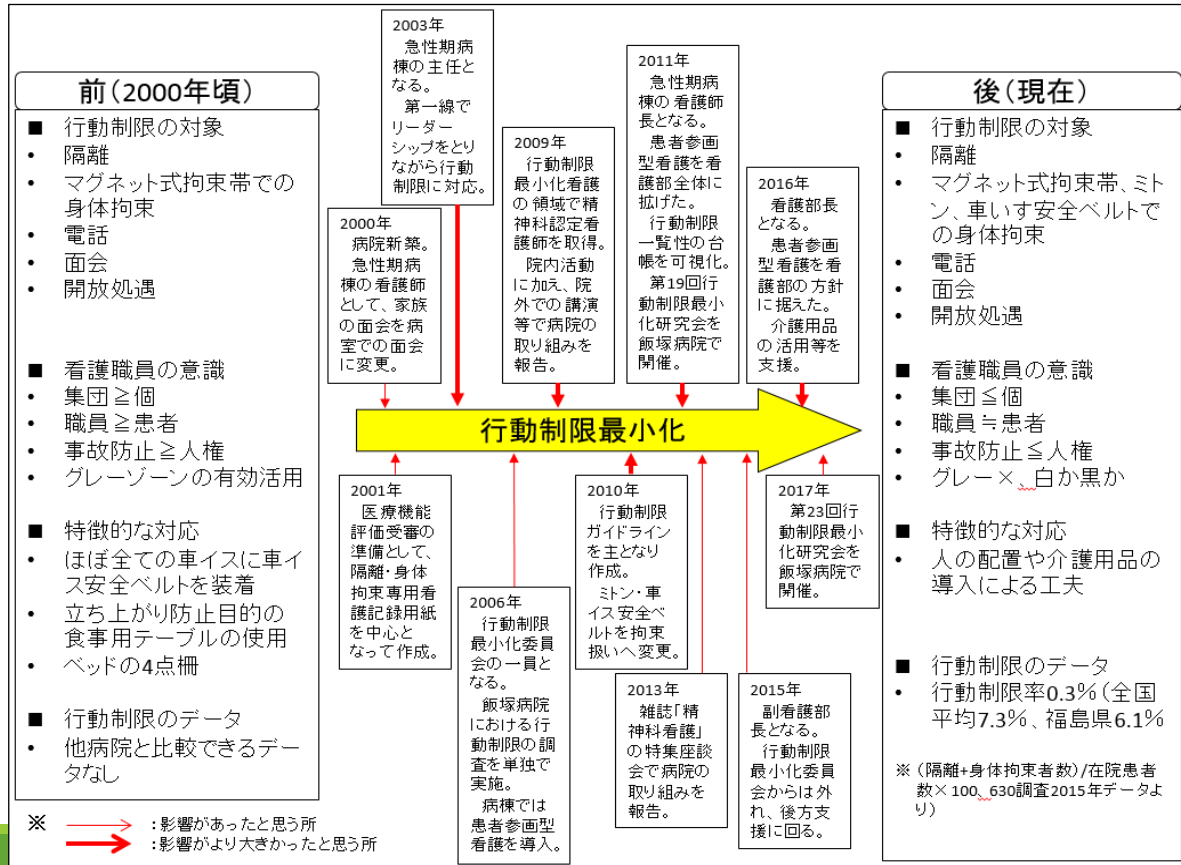 前(2000年頃)
■ 行動制限の対象
• 隔離
• マグネット式拘束帯での
身体拘束
• 電話
• 面会
• 開放処遇
■ 看護職員の意識
• 集団≧個
• 職員≧患者
• 事故防止≧人権
• グレーゾーンの有効活用
■ 特徴的な対応
• ほぼ全ての車イスに車イ
ス安全ベルトを装着
• 立ち上がり防止目的の
食事用テーブルの使用
• ベッドの4点柵
■ 行動制限のデータ
• 他病院と比較できるデー
タなし
2000年
病院新築。
急性期病
棟の看護師
として、家族
の面会を病
室での面会
に変更。
2003年
急性期病
棟の主任と
なる。
第一線で
リーダー
シップをとり
ながら行動
制限に対応。
2009年
行動制限
最小化看護
の領域で精
神科認定看
護師を取得。
院内活動
に加え、院
外での講演
等で病院の
取り組みを
報告。
2011年
急性期病
棟の看護師
長となる。
患者参画
型看護を看
護部全体に
拡げた。
行動制限
一覧性の台
帳を可視化。
第19回行
動制限最小
化研究会を
飯塚病院で
開催。
2016年
看護部長
となる。
患者参画
型看護を看
護部の方針
に据えた。
介護用品
の活用等を
支援。
行動制限最小化
2001年
医療機能
評価受審の
準備として、
隔離・身体
拘束専用看
護記録用紙
を中心と
なって作成。
2006年
行動制限
最小化委員
会の一員と
なる。
飯塚病院
における行
動制限の調
査を単独で
実施。
病棟では
患者参画型
看護を導入。
2010年
行動制限
ガイドライン
を主となり
作成。
ミトン・車
イス安全ベ
ルトを拘束
扱いへ変更。
2013年
雑誌「精
神科看護」
の特集座談
会で病院の
取り組みを
報告。
2015年
副看護部
長となる。
行動制限
最小化委員
会からは外
れ、後方支
援に回る。
2017年
第23回行
動制限最小
化研究会を
飯塚病院で
開催。
後(現在)
■ 行動制限の対象
• 隔離
• マグネット式拘束帯、ミト
ン、車いす安全ベルトで
の身体拘束
• 電話
• 面会
• 開放処遇
■ 看護職員の意識
• 集団≦個
• 職員≒患者
• 事故防止≦人権
• グレー×、白か黒か
■ 特徴的な対応
• 人の配置や介護用品の
導入による工夫
■ 行動制限のデータ
• 行動制限率0.3%(全国
平均7.3%、福島県6.1%
※ (隔離+身体拘束者数)/在院患者
数×100、630調査2015年データよ
り)
※ :影響があったと思う所
:影響がより大きかったと思う所